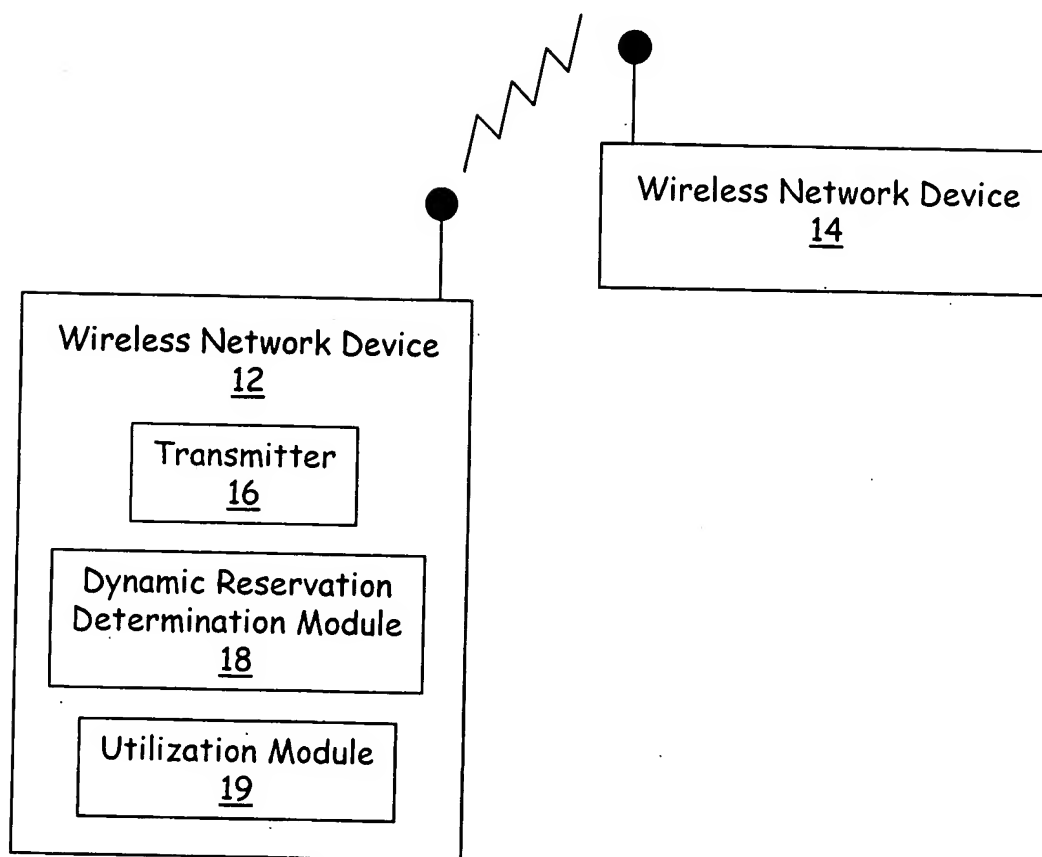 Wireless Network Device
14
Wireless Network Device
12
Transmitter
16
Dynamic Reservation
Determination Module
18
Utilization Module
19